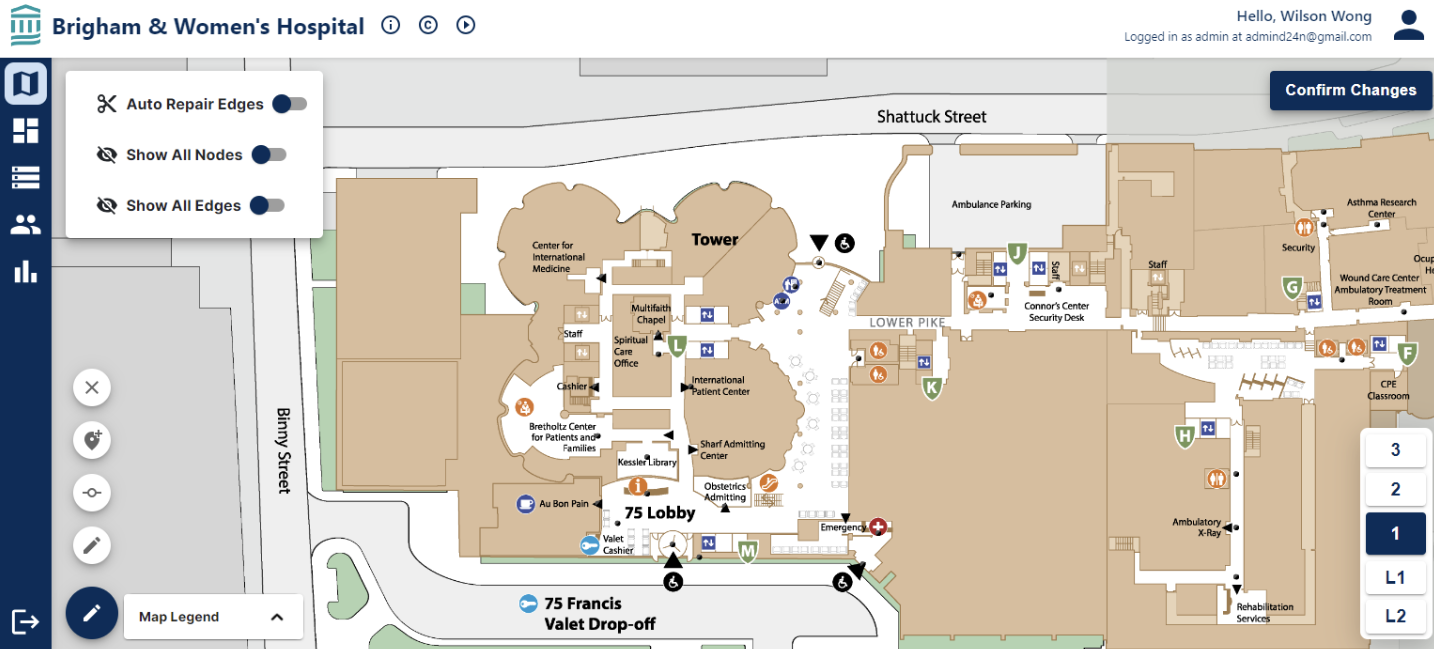 Brigham & Women's Hospital
Hello, Wilson Wong
Logged in as admin at admind24n@gmail.com
Auto Repair Edges
Show All Nodes
Show All Edges
Confirm Changes
Shattuck Street
Ambulance Parking
Asthma Research
Center
Tower
Center for
International
Medicine
Security
J
Staff
Staff
Wound Care Center
Ambulatory Treatment
Room
G
Connor's Center
Security Desk
Multifaith
Chapel
LOWER PIKE
Staff
Spiritual
Care
Office
L
F
International
Patient Center
Cashier
K
CPE
Classroom
Binny Street
Bretholtz Center
for Patients and
Families
Sharf Admitting
Center
H
Kessler Library
3
Obstetrics
Admitting
i
2
Au Bon Pain
75 Lobby
Emergency
Ambulatory
X-Ray
1
Valet
Cashier
M
L1
75 Francis
Valet Drop-off
Rehabilitation
Services
Map Legend
L2